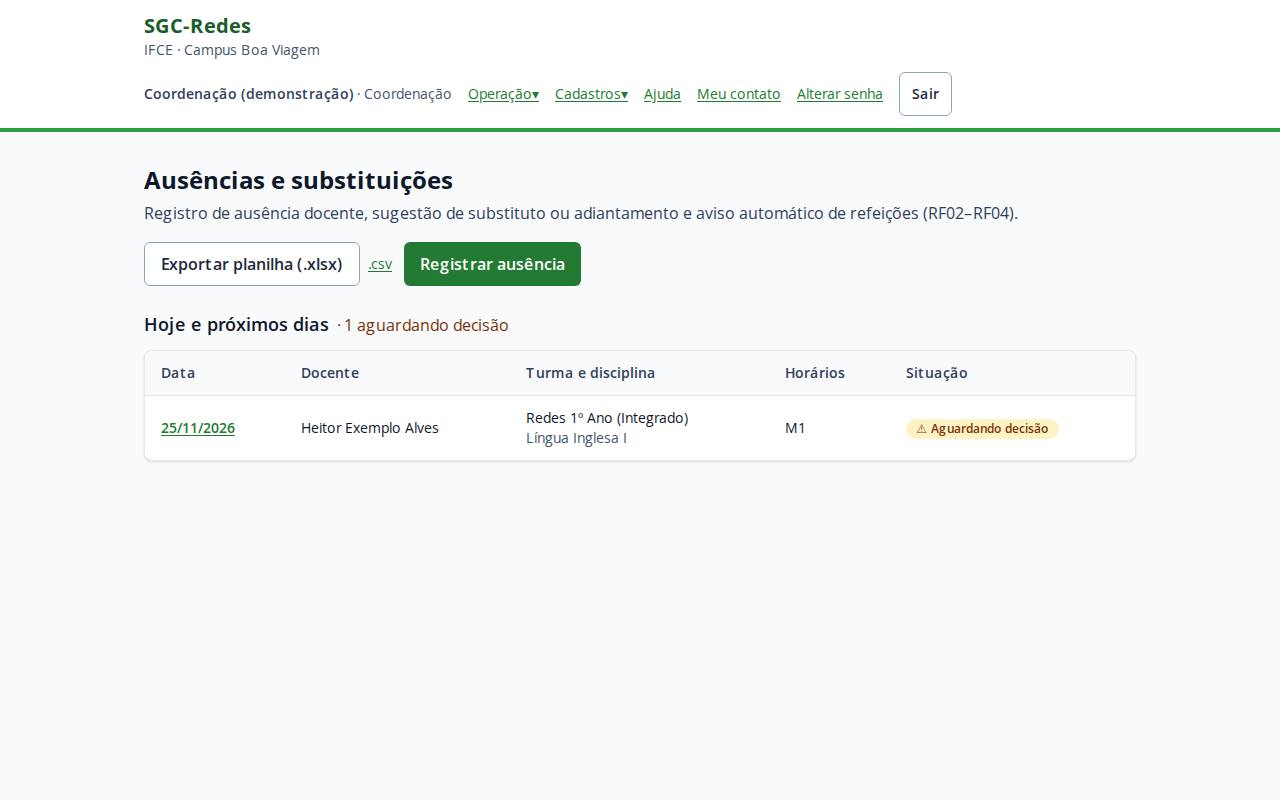 SGC-Redes
IFCE · Campus Boa Viagem
Coordenação (demonstração) · Coordenação Operação▾ Cadastros▾ Ajuda Meu contato Alterar senha Sair
Ausências e substituições
Registro de ausência docente, sugestão de substituto ou adiantamento e aviso automático de refeições (RF02–RF04).
Exportar planilha (.xlsx) .csv Registrar ausência
Hoje e próximos dias · 1 aguardando decisão
Data Docente Turma e disciplina Horários Situação
25/11/2026 Heitor Exemplo Alves Redes 1º Ano (Integrado) M1 ⚠ Aguardando decisão
Língua Inglesa I